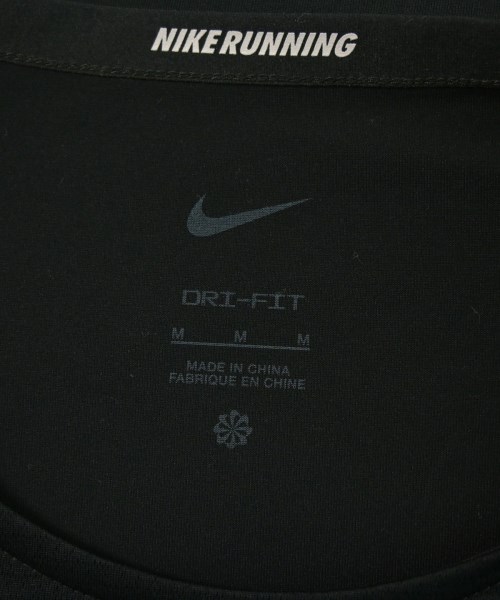 NIKE RUNNING
DRI-FIT
M M M
MADE IN CHINA
FABRIQUE EN CHINE